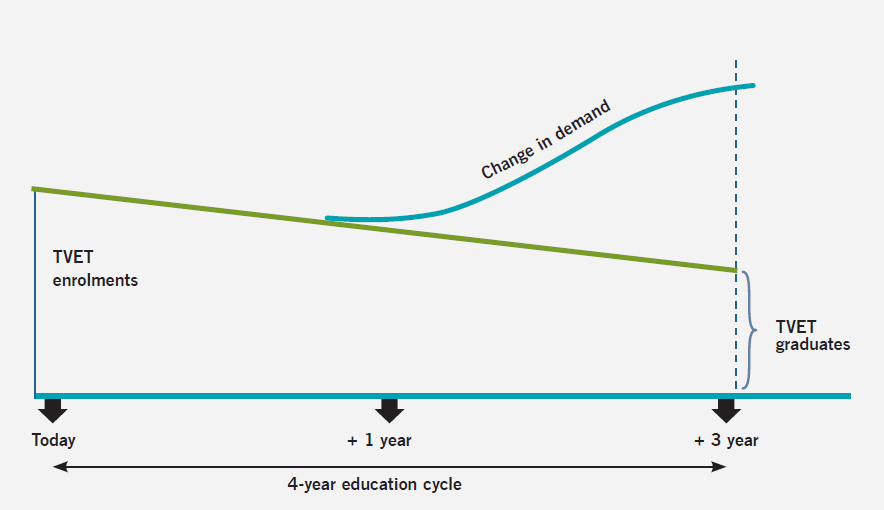 Change in demand
TVET
enrolments
TVET
graduates
Today
+ 1 year
+ 3 year
4-year education cycle